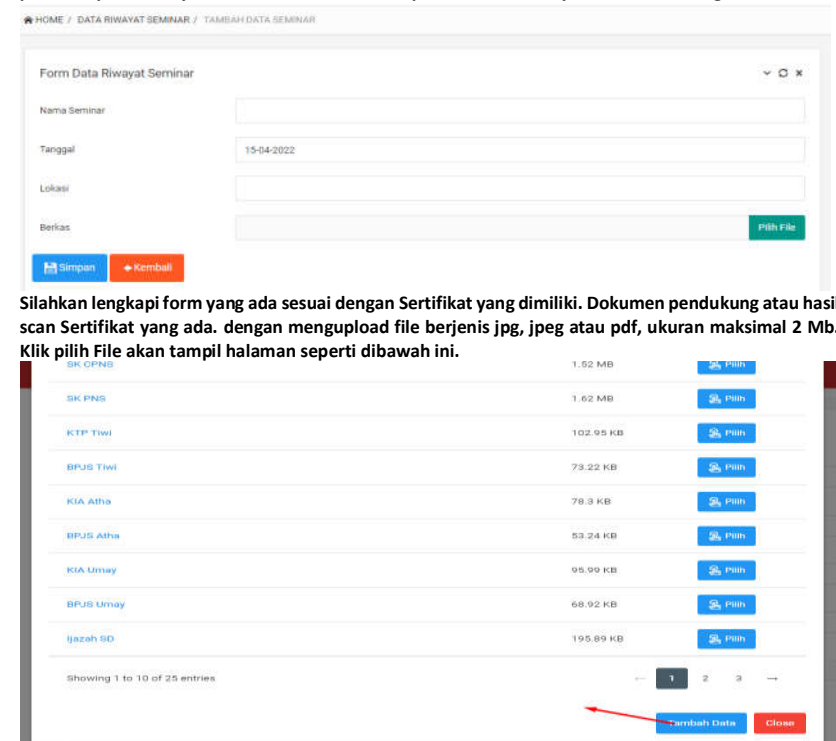 HOME / DATA RIWAYAT SEMINAR / TAMBAH DATA SEMINAR
Form Data Riwayat Seminar
Nama Seminar
Tanggal 15-04-2022
Lokasi
Berkas Pilih File
Simpan Kembali
Silahkan lengkapi form yang ada sesuai dengan Sertifikat yang dimiliki. Dokumen pendukung atau hasil
scan Sertifikat yang ada. dengan mengupload file berjenis jpg, jpeg atau pdf, ukuran maksimal 2 Mb.
Klik pilih File akan tampil halaman seperti dibawah ini.
SK CPNS 1.52 MB Pilih
SK PNS 1.62 MB Pilih
KTP Tiwi 102.95 KB Pilih
BPJS Tiwi 73.22 KB Pilih
KIA Atha 78.3 KB Pilih
BPJS Atha 53.24 KB Pilih
KIA Umay 95.99 KB Pilih
BPJS Umay 68.92 KB Pilih
Ijazah SD 195.89 KB Pilih
Showing 1 to 10 of 25 entries ← 1 2 3 →
Tambah Data Close